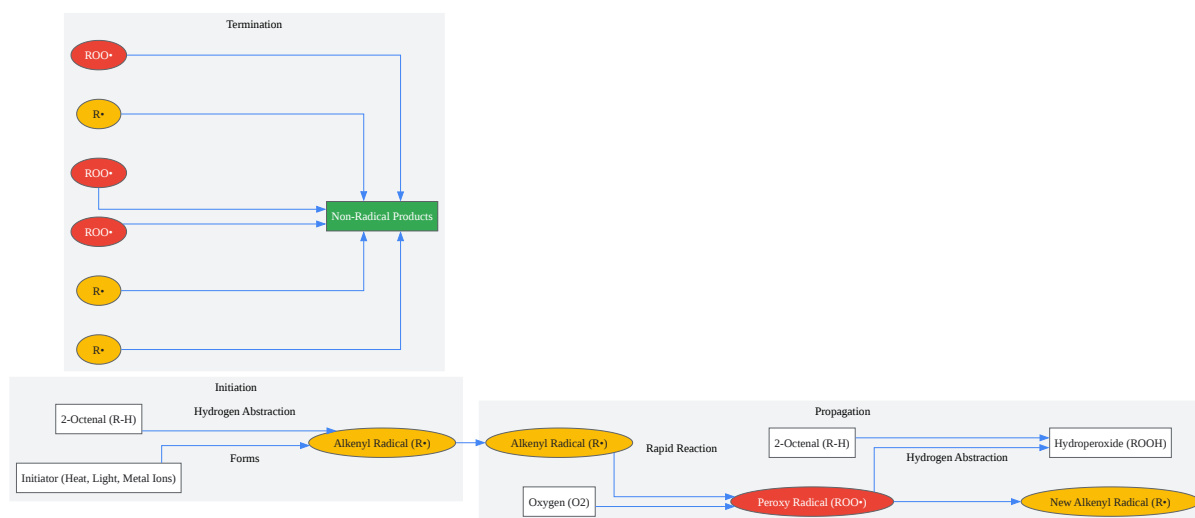 Termination
ROO•
R•
ROO•
Non-Radical Products
ROO•
R•
R•
Initiation
2-Octenal (R-H)
Hydrogen Abstraction
Alkenyl Radical (R•)
Forms
Initiator (Heat, Light, Metal Ions)
Propagation
Alkenyl Radical (R•)
Rapid Reaction
2-Octenal (R-H)
Hydroperoxide (ROOH)
Hydrogen Abstraction
Oxygen (O2)
Peroxy Radical (ROO•)
New Alkenyl Radical (R•)